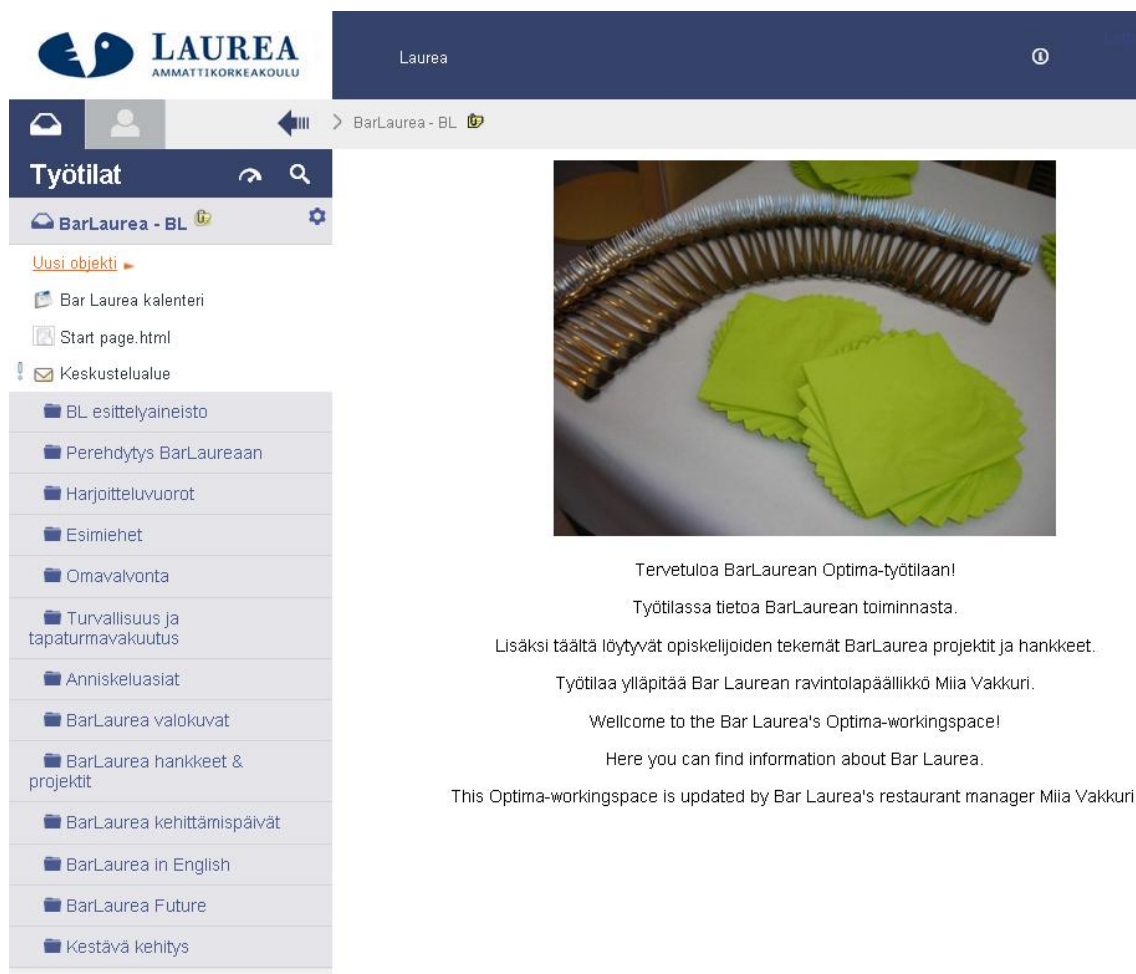 LAUREA
AMMATTIKORKEAKOULU
Laurea
BarLaurea - BL
Työtilat
BarLaurea - BL
Uusi objekti
Bar Laurea kalenteri
Start page.html
Keskustelualue
BL esittelyaineisto
Perehdytys BarLaureaan
Harjoitteluvuorot
Esimiehet
Omavalvonta
Turvallisuus ja
tapaturmavakuutus
Anniskeluasiat
BarLaurea valokuvat
BarLaurea hankkeet &
projektit
BarLaurea kehittämispäivät
BarLaurea in English
BarLaurea Future
Kestävä kehitys
Tervetuloa BarLaurean Optima-työtilaan!
Työtilassa tietoa BarLaurean toiminnasta.
Lisäksi täältä löytyvät opiskelijoiden tekemät BarLaurea projektit ja hankkeet.
Työtilaa ylläpitää Bar Laurean ravintolapäällikkö Miia Vakkuri.
Wellcome to the Bar Laurea's Optima-workingspace!
Here you can find information about Bar Laurea.
This Optima-workingspace is updated by Bar Laurea's restaurant manager Miia Vakkuri